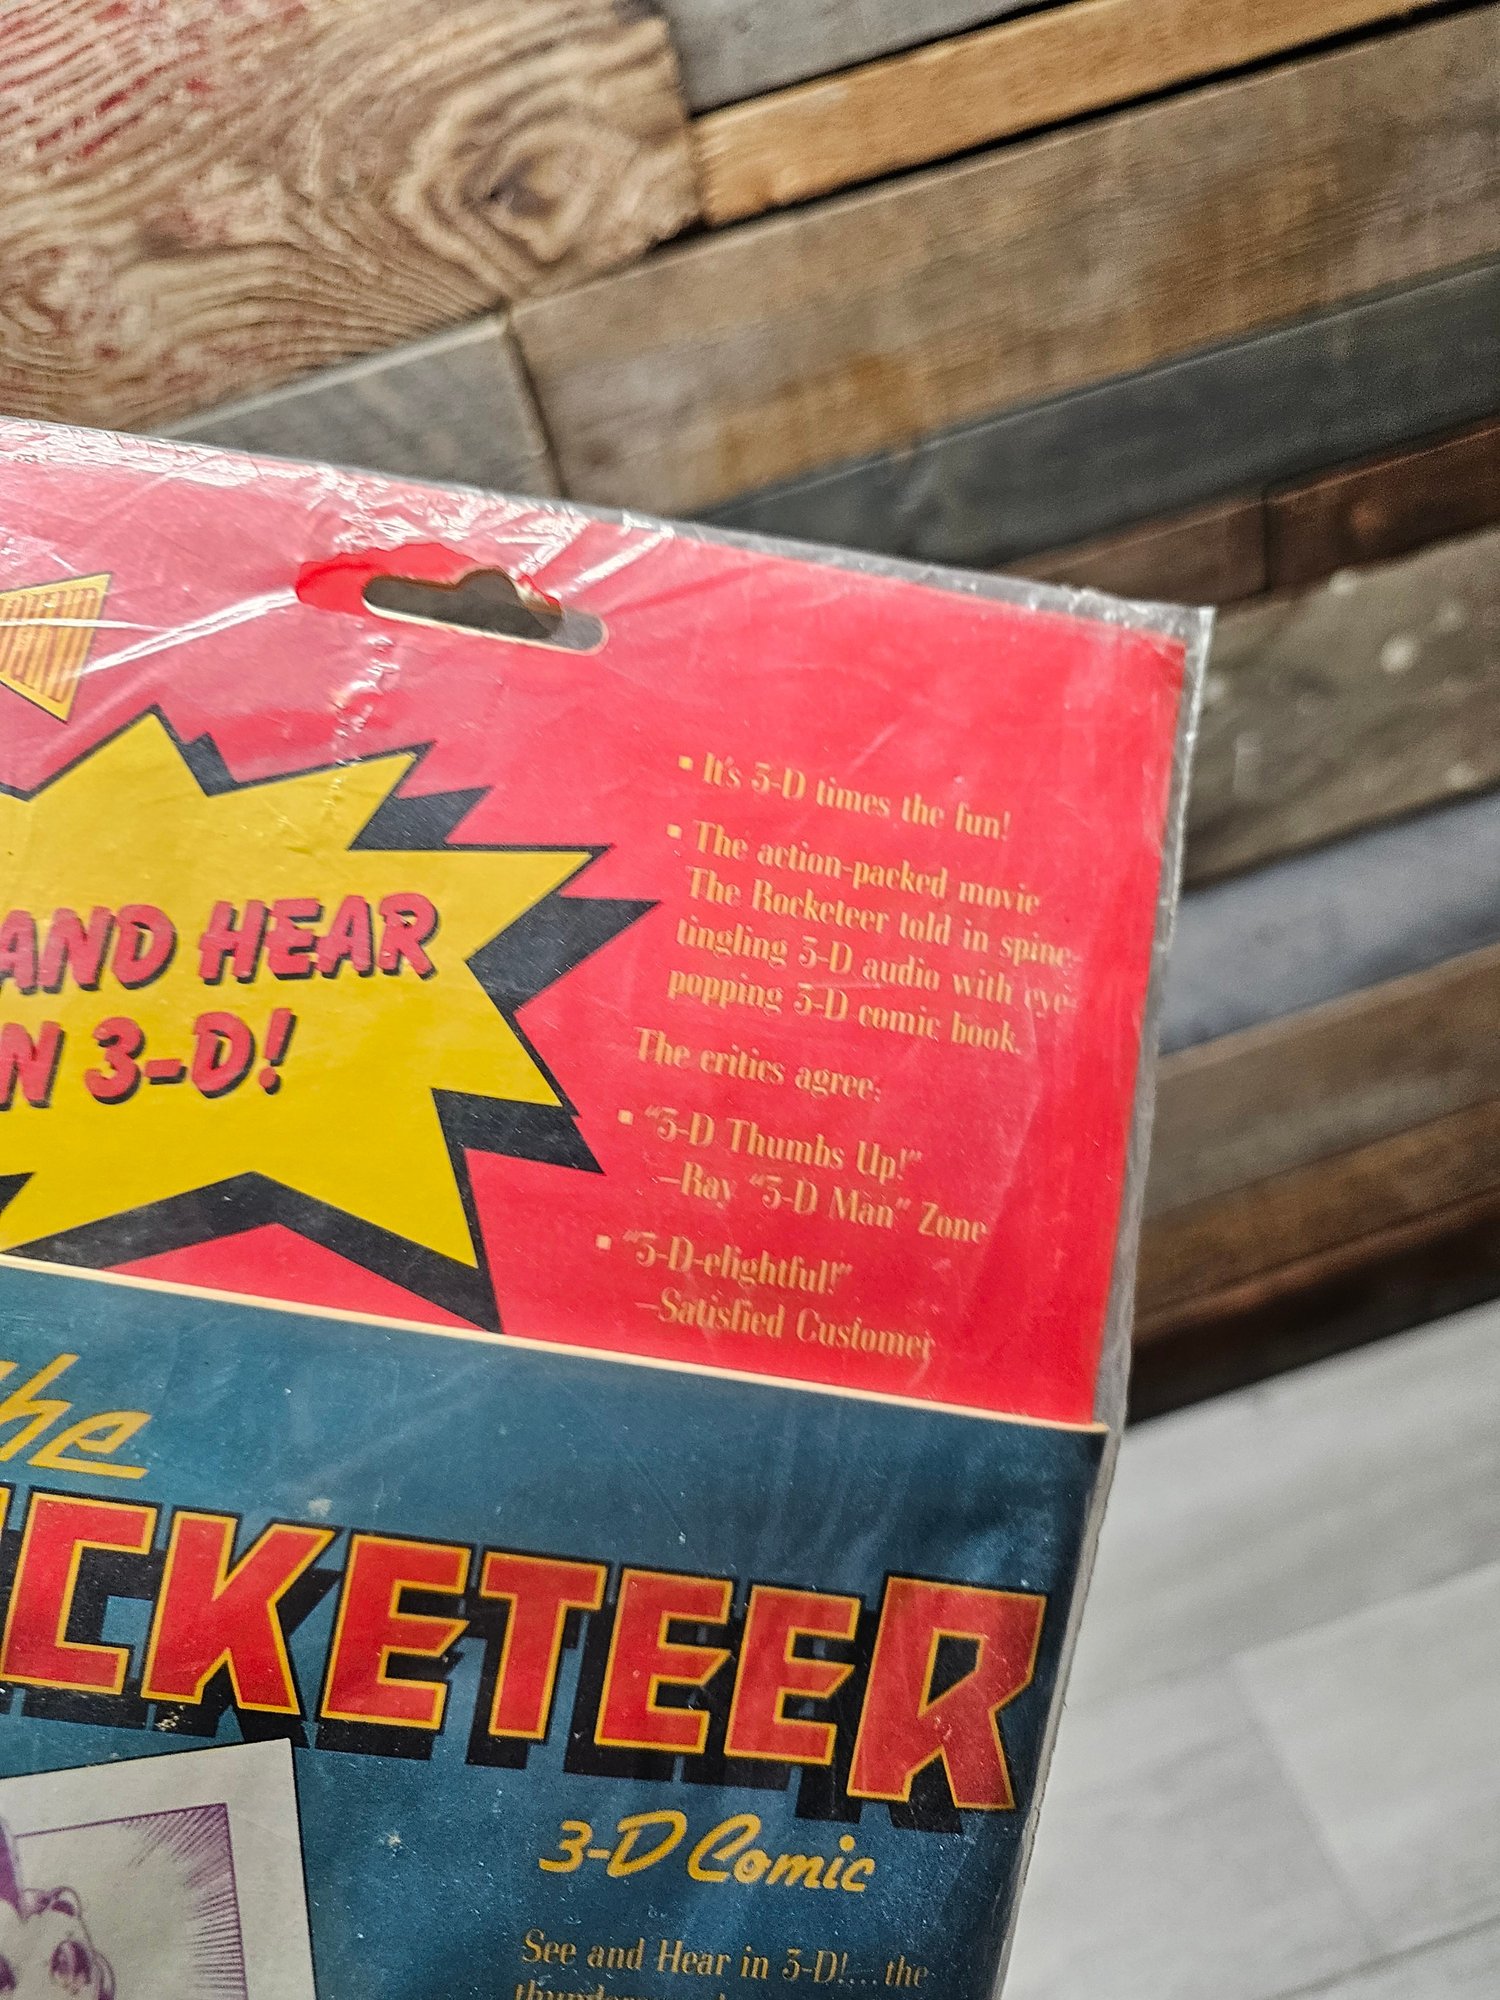 AND HEAR
N 3-D!
▪ It's 3-D times the fun!
▪ The action-packed movie
The Rocketeer told in spine-
tingling 3-D audio with eye-
popping 3-D comic book.
The critics agree:
▪ "3-D Thumbs Up!"
—Ray "3-D Man" Zone
▪ "3-D-elightful!"
—Satisfied Customer
the
CKETEER
3-D Comic
See and Hear in 3-D!...the